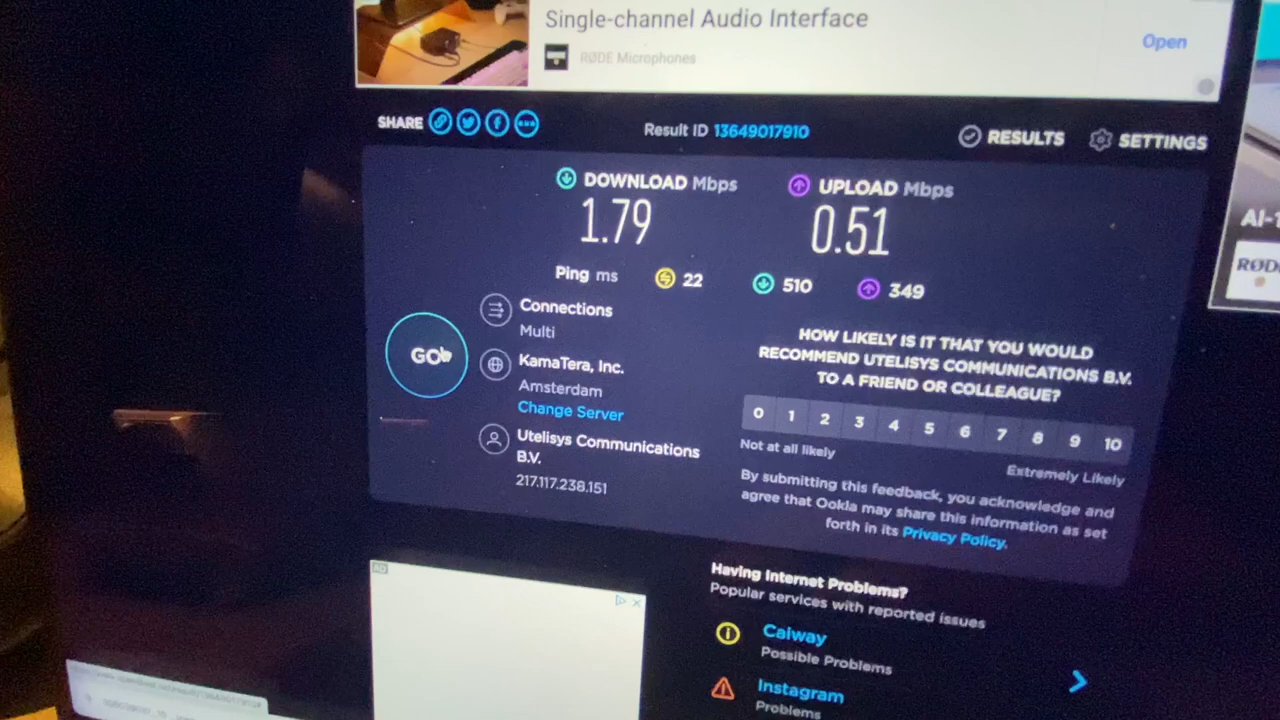 Single-channel Audio Interface
RØDE Microphones
Open
SHARE
Result ID 13649017910
RESULTS
SETTINGS
DOWNLOAD Mbps
1.79
UPLOAD Mbps
0.51
Ping ms
22
510
349
GO
Connections
Multi
KamaTera, Inc.
Amsterdam
Change Server
Utelisys Communications
B.V.
217.117.238.151
HOW LIKELY IS IT THAT YOU WOULD
RECOMMEND UTELISYS COMMUNICATIONS B.V.
TO A FRIEND OR COLLEAGUE?
0 1 2 3 4 5 6 7 8 9 10
Not at all likely
Extremely Likely
By submitting this feedback, you acknowledge and
agree that Ookla may share this information as set
forth in its Privacy Policy.
AD
Having Internet Problems?
Popular services with reported issues
Caiway
Possible Problems
Instagram
Problems
AI-
RØD